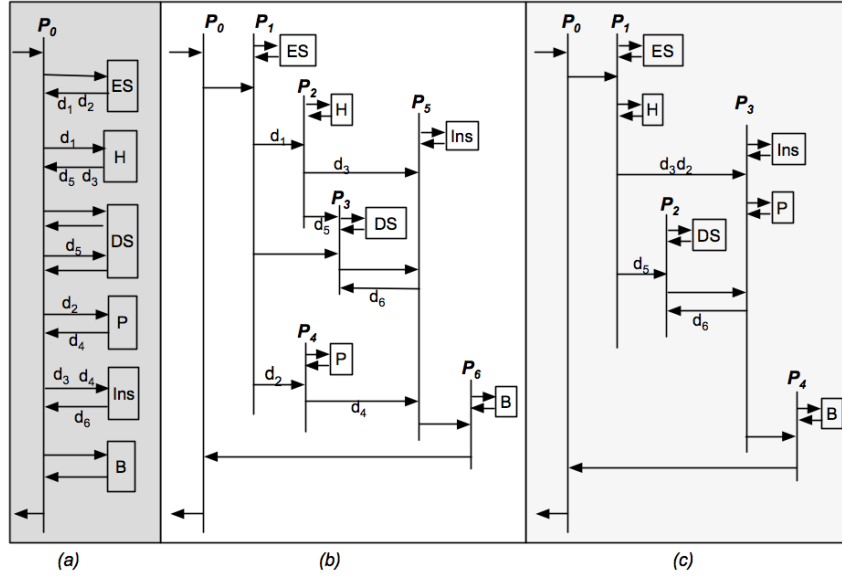 P0
ES
d1 d2
d1
H
d5 d3
DS
d5
d2
P
d4
d3 d4
Ins
d6
B
(a)
P0
P1
ES
P2
H
P5
d1
Ins
d3
P3
d5
DS
d6
P4
P
d2
d4
P6
B
(b)
P0
P1
ES
H
P3
Ins
d3d2
P
P2
DS
d5
d6
P4
B
(c)